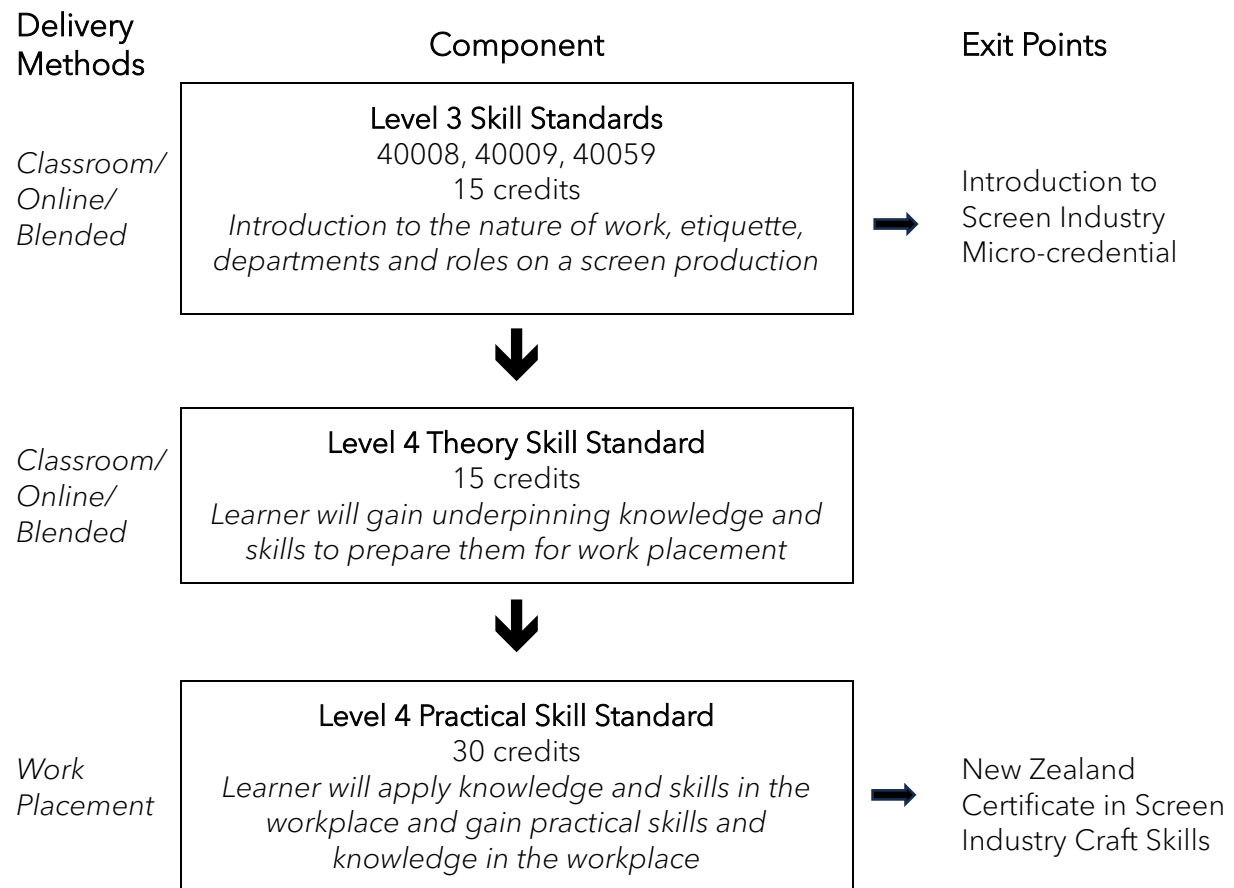 Delivery
Methods
Component
Exit Points
Classroom/
Online/
Blended
Level 3 Skill Standards
40008, 40009, 40059
15 credits
Introduction to the nature of work, etiquette,
departments and roles on a screen production
Introduction to
Screen Industry
Micro-credential
Classroom/
Online/
Blended
Level 4 Theory Skill Standard
15 credits
Learner will gain underpinning knowledge and
skills to prepare them for work placement
Work
Placement
Level 4 Practical Skill Standard
30 credits
Learner will apply knowledge and skills in the
workplace and gain practical skills and
knowledge in the workplace
New Zealand
Certificate in Screen
Industry Craft Skills